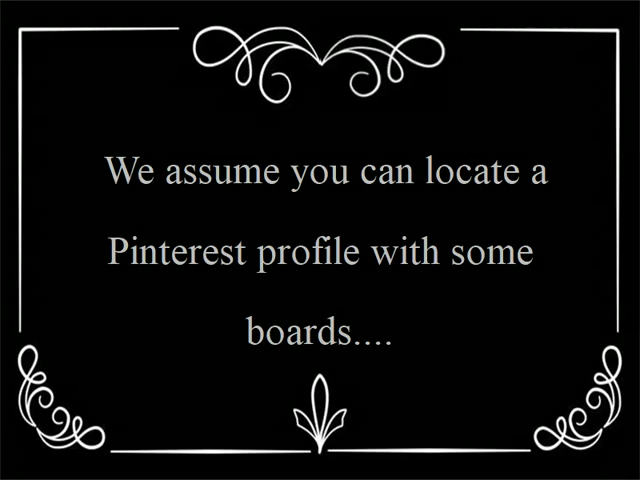 We assume you can locate a
Pinterest profile with some
boards....